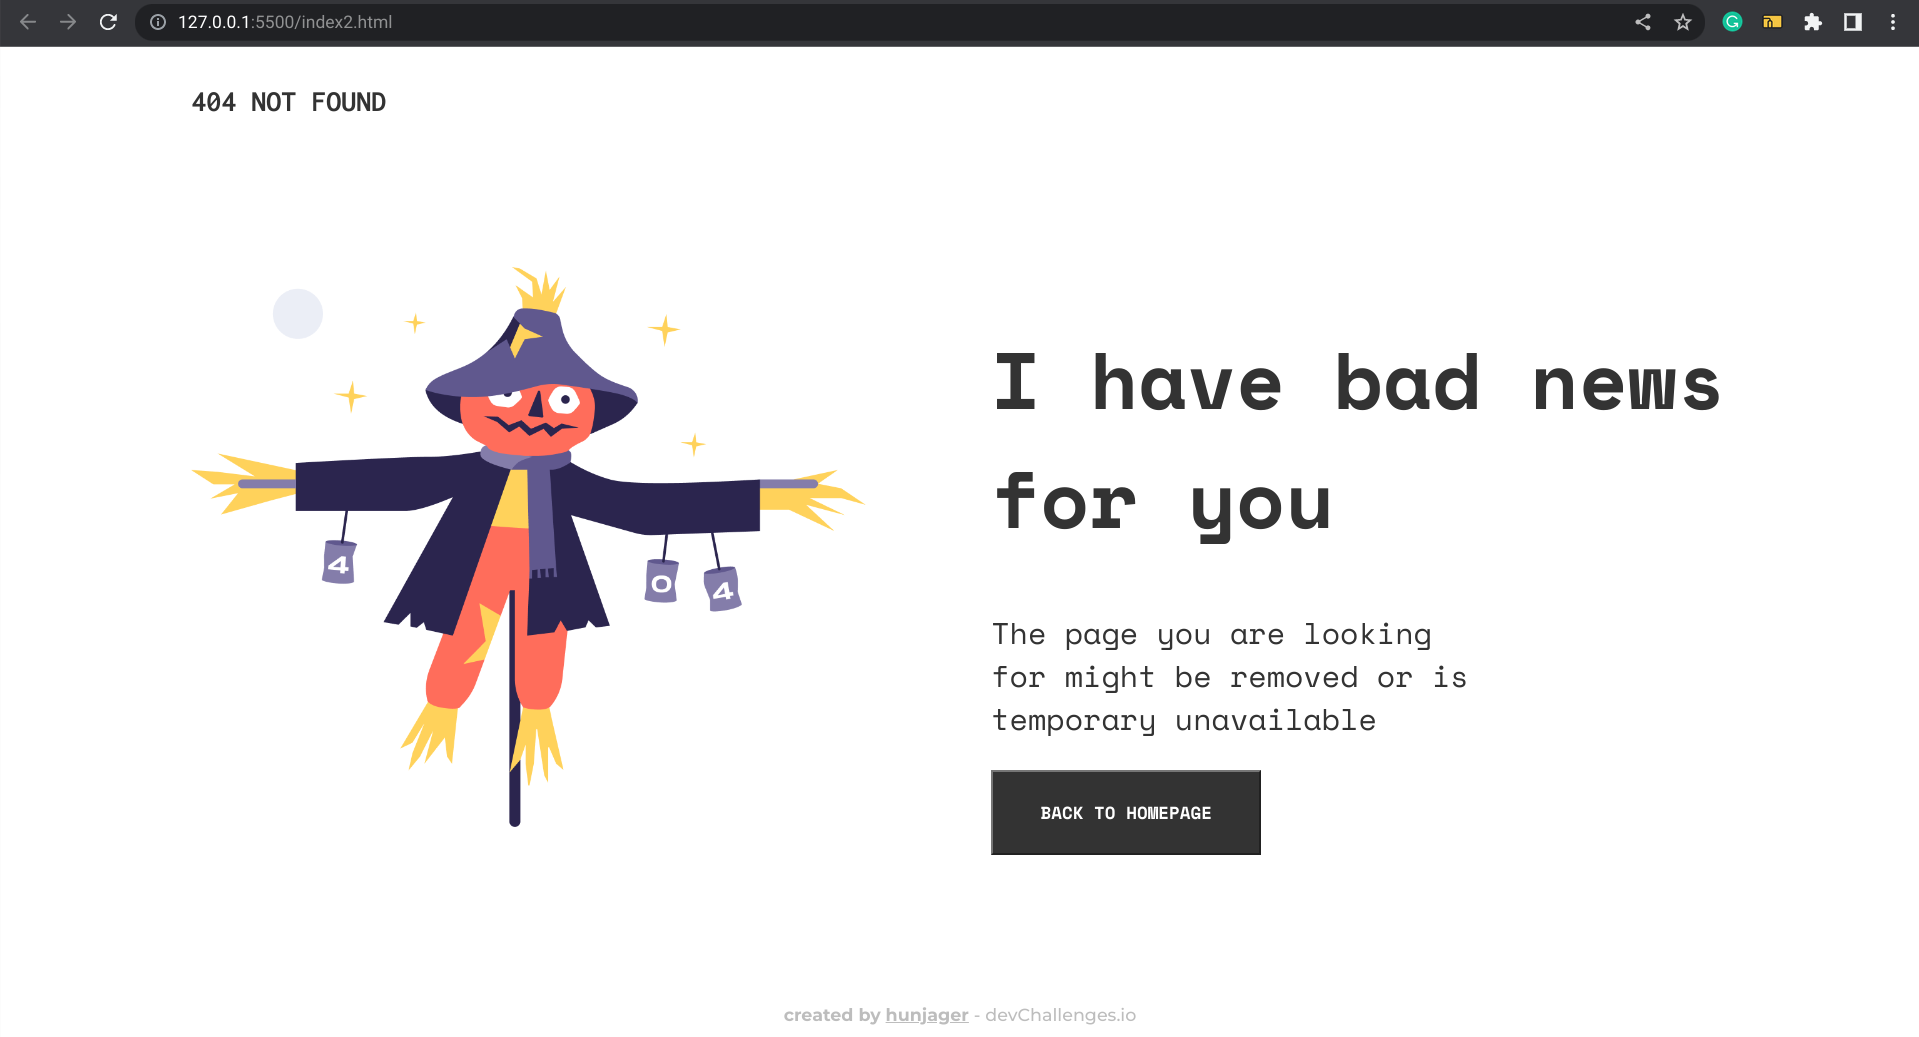 127.0.0.1:5500/index2.html
404 NOT FOUND
I have bad news
for you
4
0
4
The page you are looking
for might be removed or is
temporary unavailable
BACK TO HOMEPAGE
created by hunjager - devChallenges.io